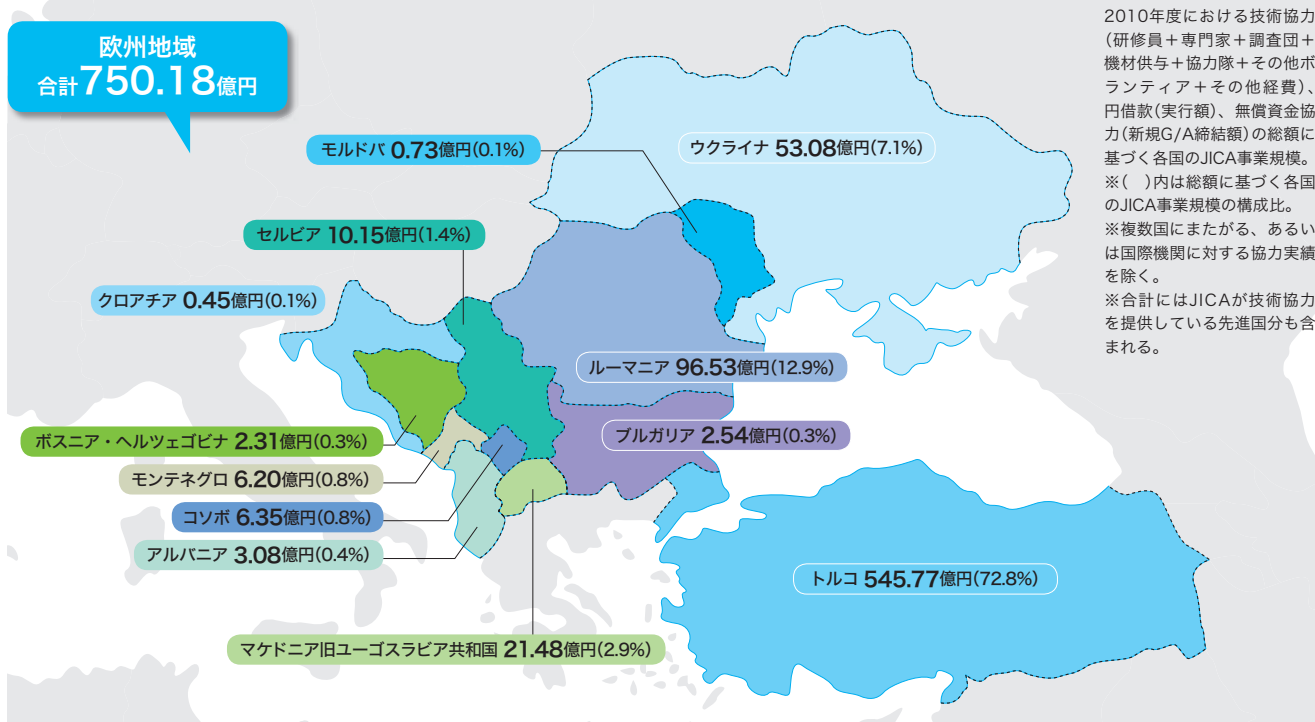 欧州地域
合計750.18億円
モルドバ 0.73億円(0.1%)
ウクライナ 53.08億円(7.1%)
セルビア 10.15億円(1.4%)
クロアチア 0.45億円(0.1%)
ルーマニア 96.53億円(12.9%)
ボスニア・ヘルツェゴビナ 2.31億円(0.3%)
ブルガリア 2.54億円(0.3%)
モンテネグロ 6.20億円(0.8%)
コソボ 6.35億円(0.8%)
アルバニア 3.08億円(0.4%)
トルコ 545.77億円(72.8%)
マケドニア旧ユーゴスラビア共和国 21.48億円(2.9%)
2010年度における技術協力
(研修員＋専門家＋調査団＋
機材供与＋協力隊＋その他ボ
ランティア＋その他経費)、
円借款(実行額)、無償資金協
力(新規G/A締結額)の総額に
基づく各国のJICA事業規模。
※(　)内は総額に基づく各国
のJICA事業規模の構成比。
※複数国にまたがる、あるい
は国際機関に対する協力実績
を除く。
※合計にはJICAが技術協力
を提供している先進国分も含
まれる。